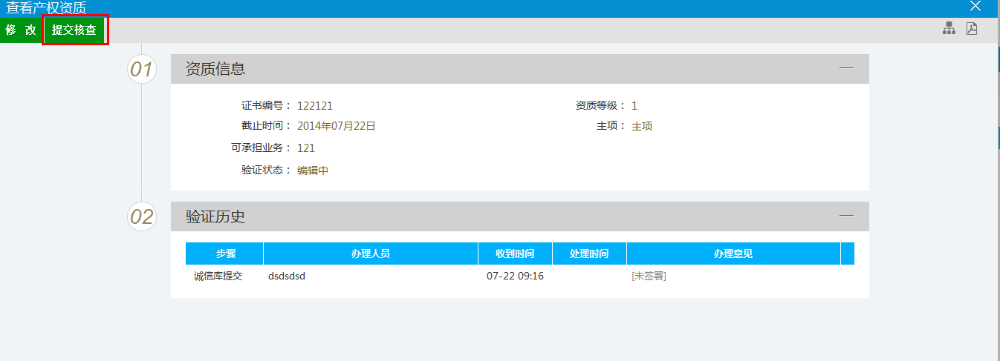 查看产权资质
修 改 提交核查
01 资质信息
证书编号： 122121 资质等级： 1
截止时间： 2014年07月22日 主项： 主项
可承担业务： 121
验证状态： 编辑中
02 验证历史
步骤 办理人员 收到时间 处理时间 办理意见
诚信库提交 dsdsdsd 07-22 09:16 [未签署]